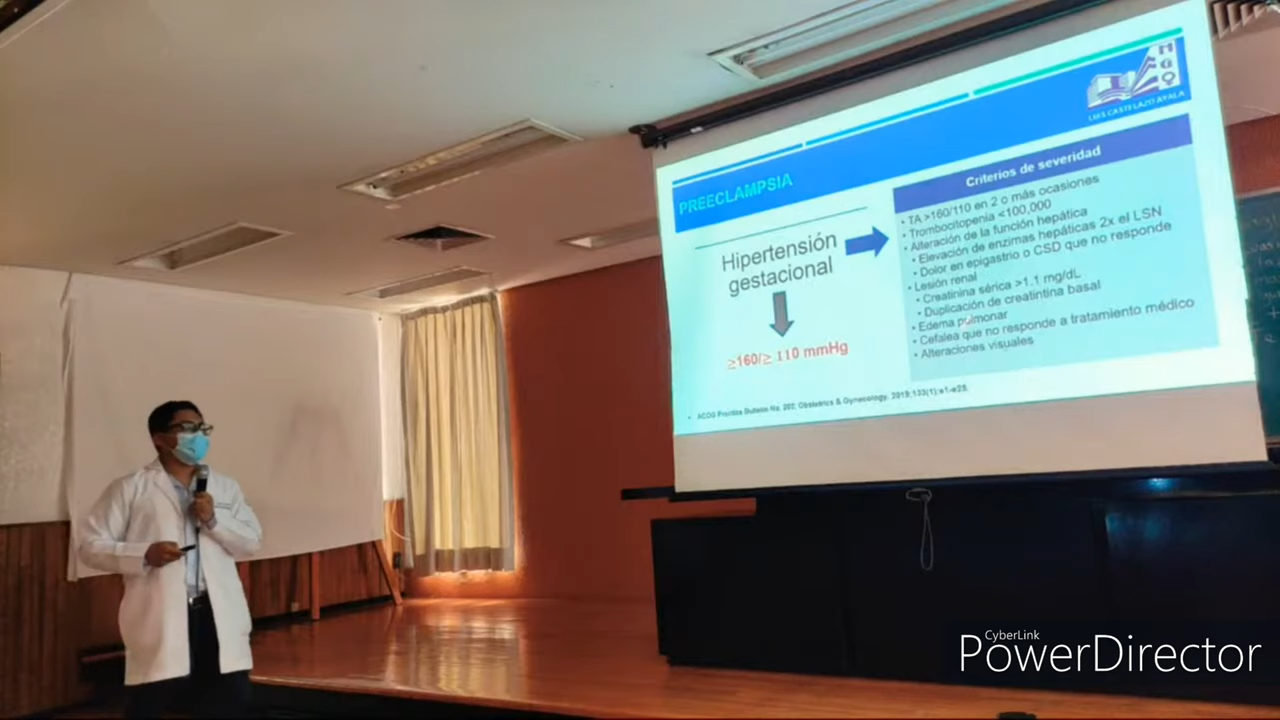 HGO
LUIS CASTELAZO AYALA
PREECLAMPSIA
Hipertensión
gestacional
≥160/≥ 110 mmHg
Criterios de severidad
• TA >160/110 en 2 o más ocasiones
• Trombocitopenia <100,000
• Alteración de la función hepática
• Elevación de enzimas hepáticas 2x el LSN
• Dolor en epigastrio o CSD que no responde
• Lesión renal
• Creatinina sérica >1.1 mg/dL
• Duplicación de creatintina basal
• Edema pulmonar
• Cefalea que no responde a tratamiento médico
• Alteraciones visuales
• ACOG Practice Bulletin No. 202. Obstetrics & Gynecology. 2019;133(1):e1-e25.
CyberLink
PowerDirector